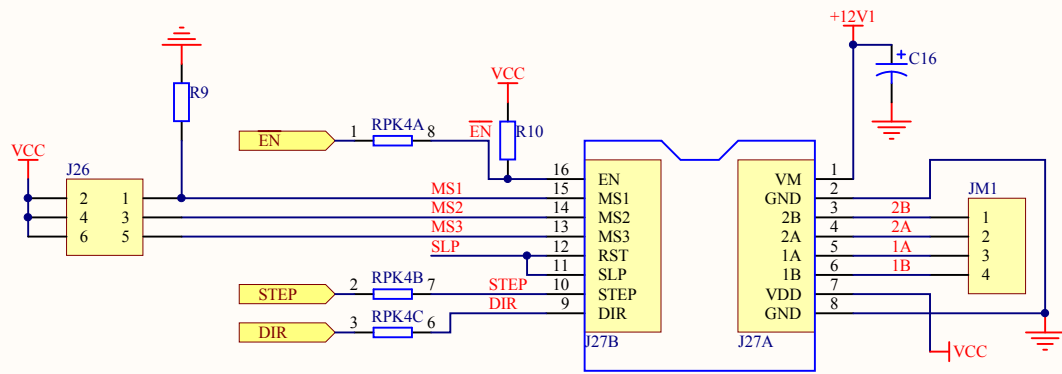 +12V1
C16
R9
VCC
RPK4A
EN
1
8
EN
R10
VCC
J26
2
1
4
3
6
5
MS1
MS2
MS3
SLP
16
EN
15
MS1
14
MS2
13
MS3
12
RST
11
SLP
10
STEP
9
DIR
VM
1
GND
2
2B
3
2A
4
1A
5
1B
6
VDD
7
GND
8
2B
2A
1A
1B
JM1
1
2
3
4
STEP
2
RPK4B
7
STEP
DIR
3
RPK4C
6
DIR
J27B
J27A
VCC